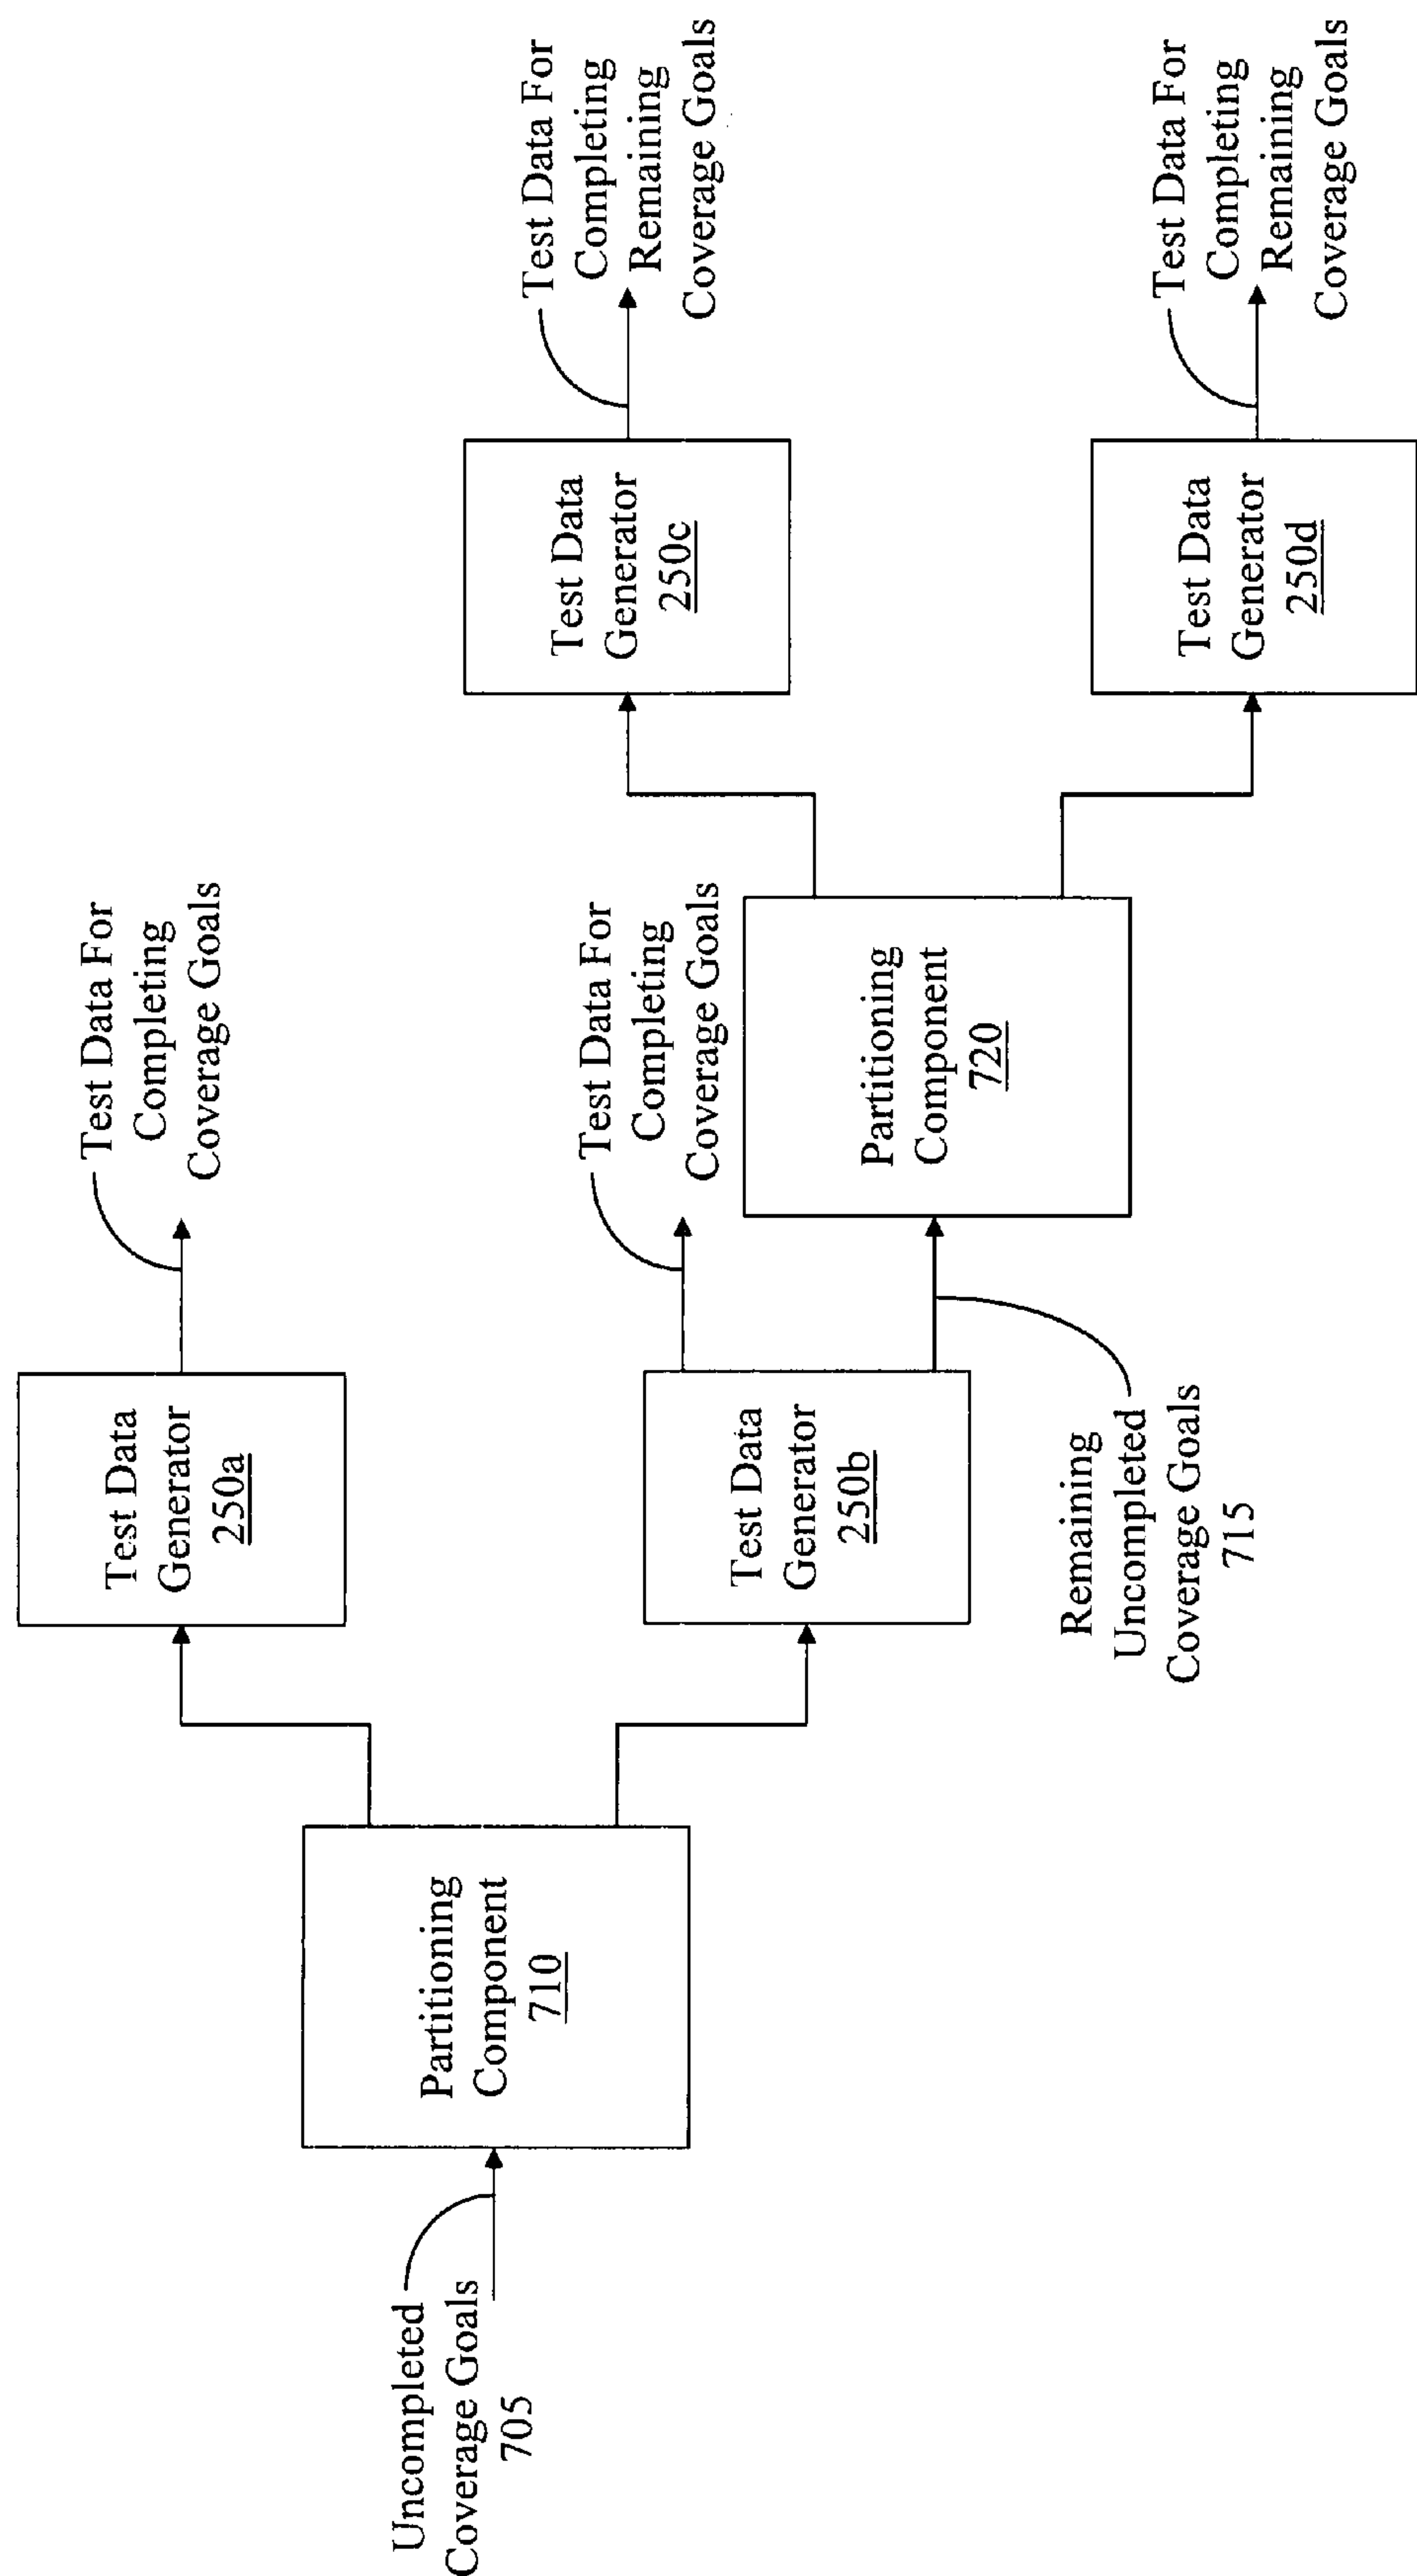 Uncompleted
Coverage Goals
705
Partitioning
Component
710
Test Data
Generator
250a
Test Data For
Completing
Coverage Goals
Test Data
Generator
250b
Test Data For
Completing
Coverage Goals
Remaining
Uncompleted
Coverage Goals
715
Partitioning
Component
720
Test Data
Generator
250c
Test Data For
Completing
Remaining
Coverage Goals
Test Data
Generator
250d
Test Data For
Completing
Remaining
Coverage Goals